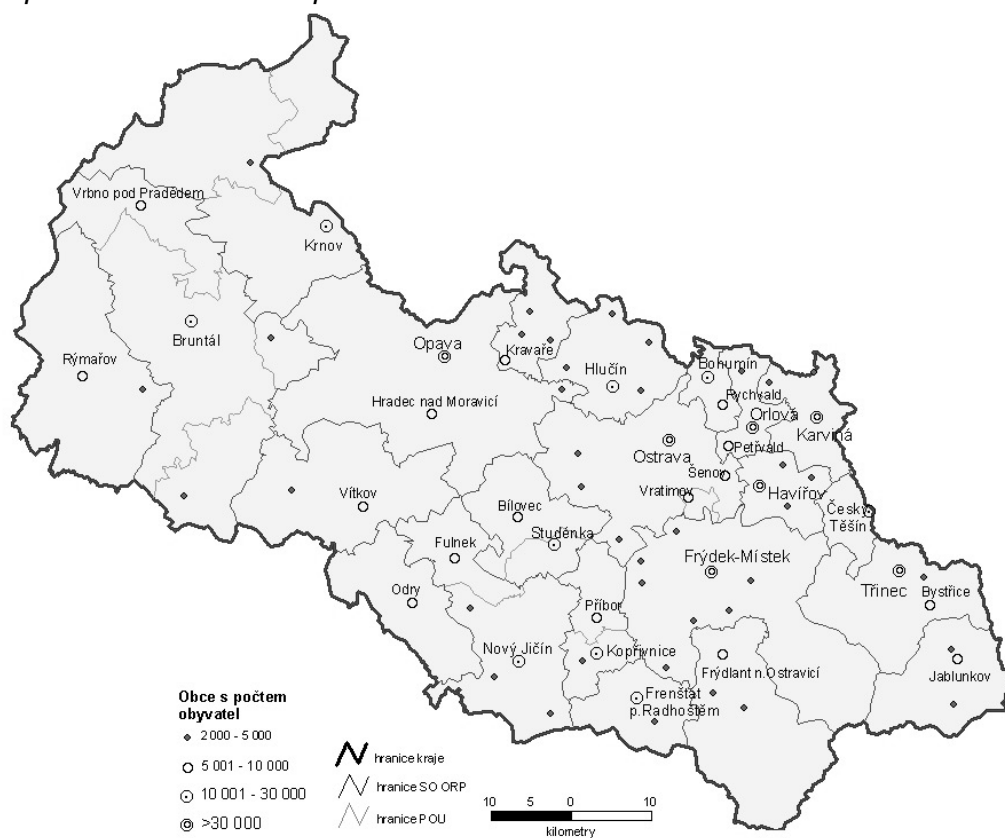 Vrbno pod Pradědem
Krnov
Bruntál
Rýmařov
Opava
Kravaře
Hlučín
Bohumín
Rychvald
Orlová
Karviná
Hradec nad Moravicí
Ostrava
Petřvald
Šenov
Vratimov
Havířov
Český
Těšín
Vítkov
Bílovec
Studénka
Fulnek
Frýdek-Místek
Třinec
Bystřice
Odry
Příbor
Nový Jičín
Kopřivnice
Frýdlant n.Ostravicí
Jablunkov
Frenštát
p.Radhoštěm
Obce s počtem
obyvatel
2 000 - 5 000
5 001 - 10 000
10 001 - 30 000
>30 000
hranice kraje
hranice SO ORP
hranice POU
10 5 0 10
kilometry